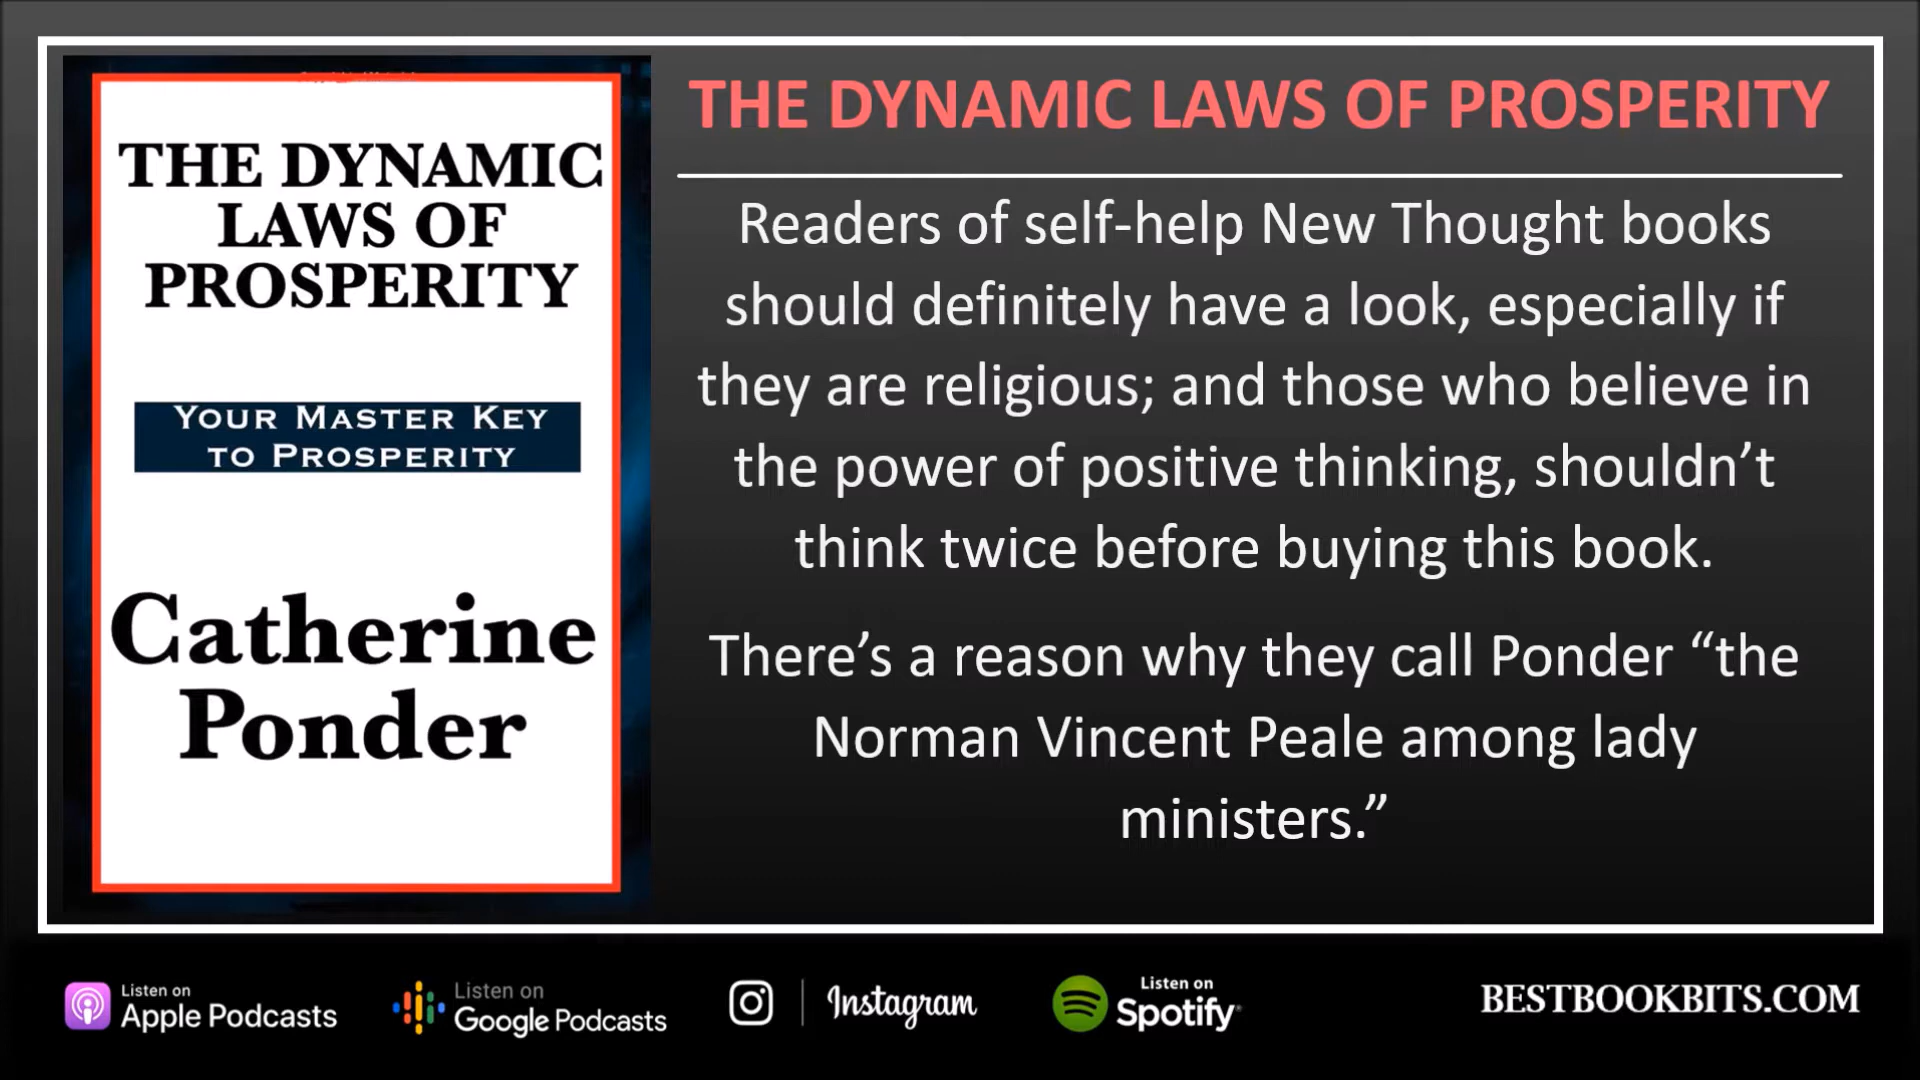 THE DYNAMIC
LAWS OF
PROSPERITY
YOUR MASTER KEY
TO PROSPERITY
Catherine
Ponder
THE DYNAMIC LAWS OF PROSPERITY
Readers of self-help New Thought books
should definitely have a look, especially if
they are religious; and those who believe in
the power of positive thinking, shouldn’t
think twice before buying this book.
There’s a reason why they call Ponder “the
Norman Vincent Peale among lady
ministers.”
Listen on
Apple Podcasts
Listen on
Google Podcasts
Instagram
Listen on
Spotify
BESTBOOKBITS.COM